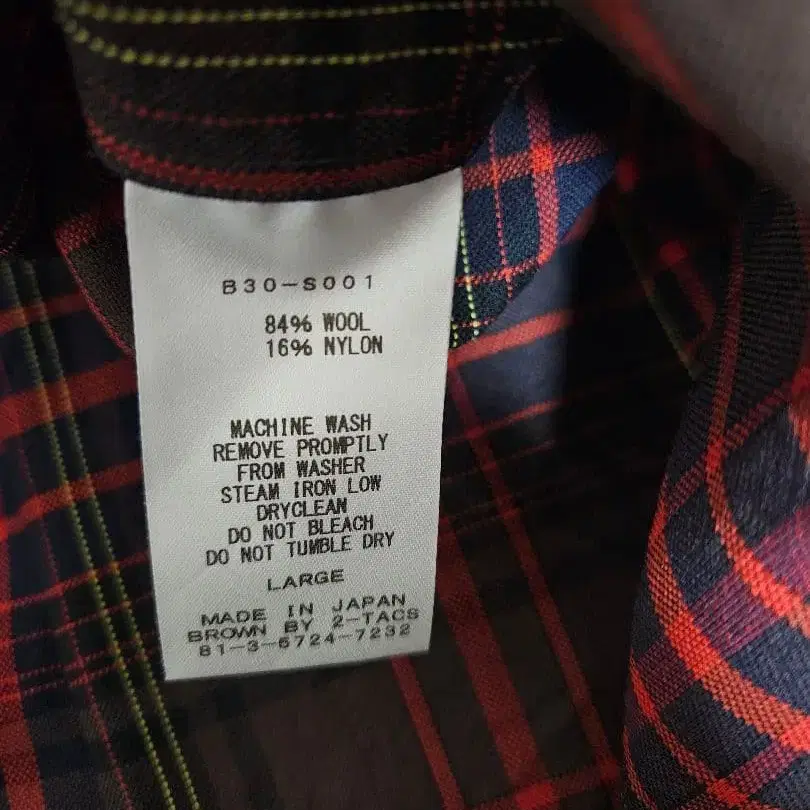 B30-S001
84% WOOL
16% NYLON
MACHINE WASH
REMOVE PROMPTLY
FROM WASHER
STEAM IRON LOW
DRYCLEAN
DO NOT BLEACH
DO NOT TUMBLE DRY
LARGE
MADE IN JAPAN
BROWN BY 2-TACS
81-3-5724-7232